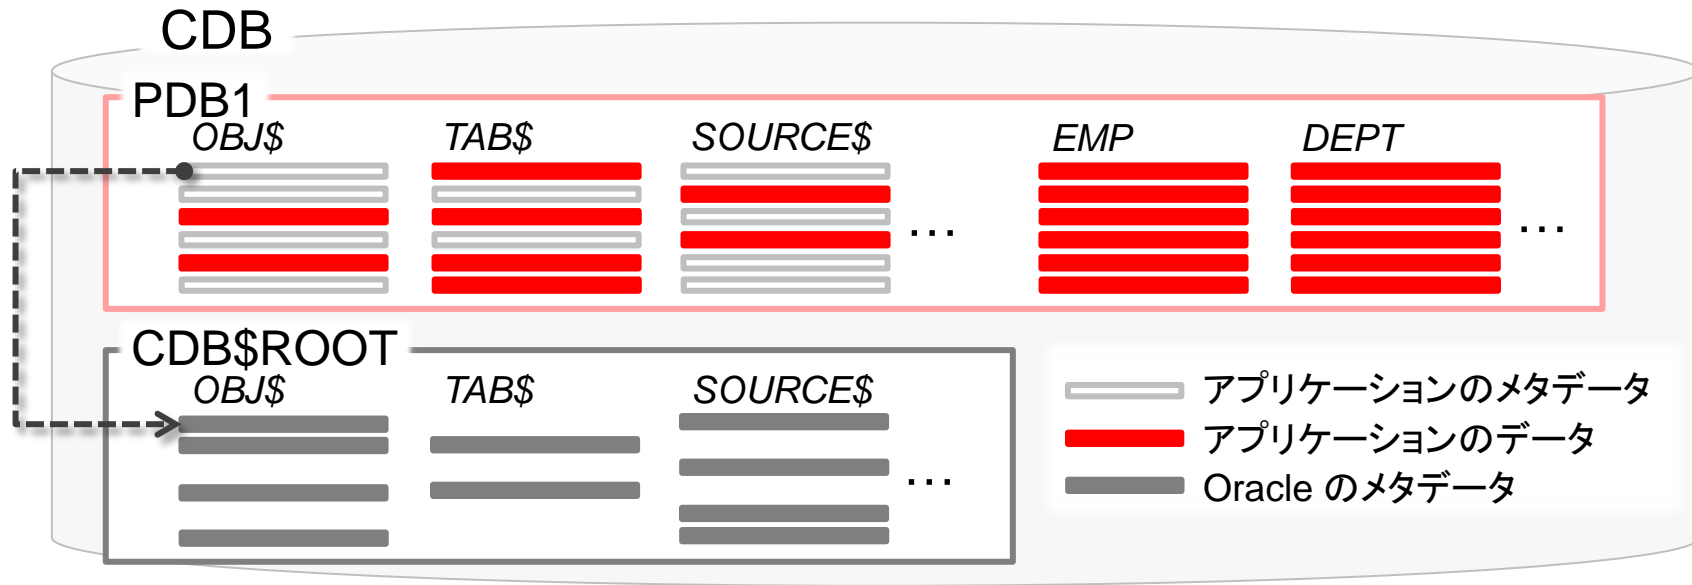 CDB
PDB1
OBJ$ TAB$ SOURCE$ EMP DEPT
... ...
CDB$ROOT
OBJ$ TAB$ SOURCE$
...
アプリケーションのメタデータ
アプリケーションのデータ
Oracle のメタデータ